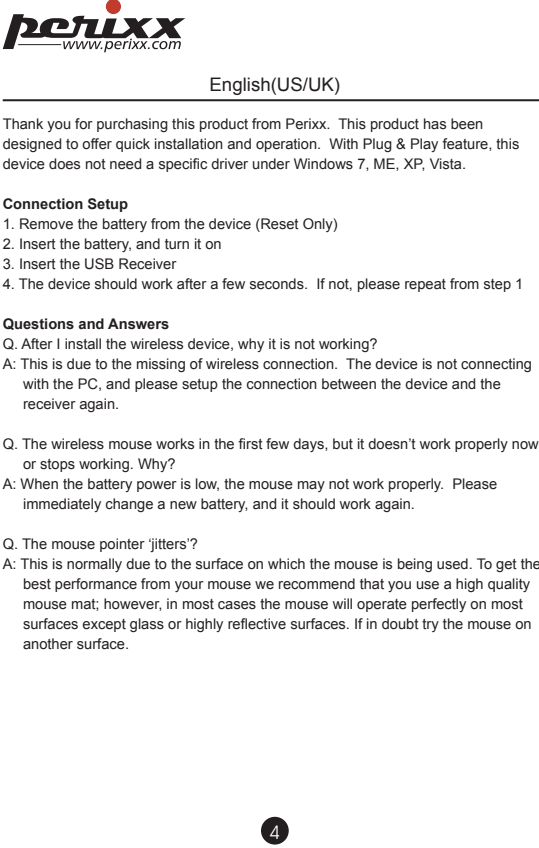 perixx
www.perixx.com
English(US/UK)
Thank you for purchasing this product from Perixx.  This product has been
designed to offer quick installation and operation.  With Plug & Play feature, this
device does not need a specific driver under Windows 7, ME, XP, Vista.
Connection Setup
1. Remove the battery from the device (Reset Only)
2. Insert the battery, and turn it on
3. Insert the USB Receiver
4. The device should work after a few seconds.  If not, please repeat from step 1
Questions and Answers
Q. After I install the wireless device, why it is not working?
A: This is due to the missing of wireless connection.  The device is not connecting
with the PC, and please setup the connection between the device and the
receiver again.
Q. The wireless mouse works in the first few days, but it doesn’t work properly now
or stops working. Why?
A: When the battery power is low, the mouse may not work properly.  Please
immediately change a new battery, and it should work again.
Q. The mouse pointer ‘jitters’?
A: This is normally due to the surface on which the mouse is being used. To get the
best performance from your mouse we recommend that you use a high quality
mouse mat; however, in most cases the mouse will operate perfectly on most
surfaces except glass or highly reflective surfaces. If in doubt try the mouse on
another surface.
4